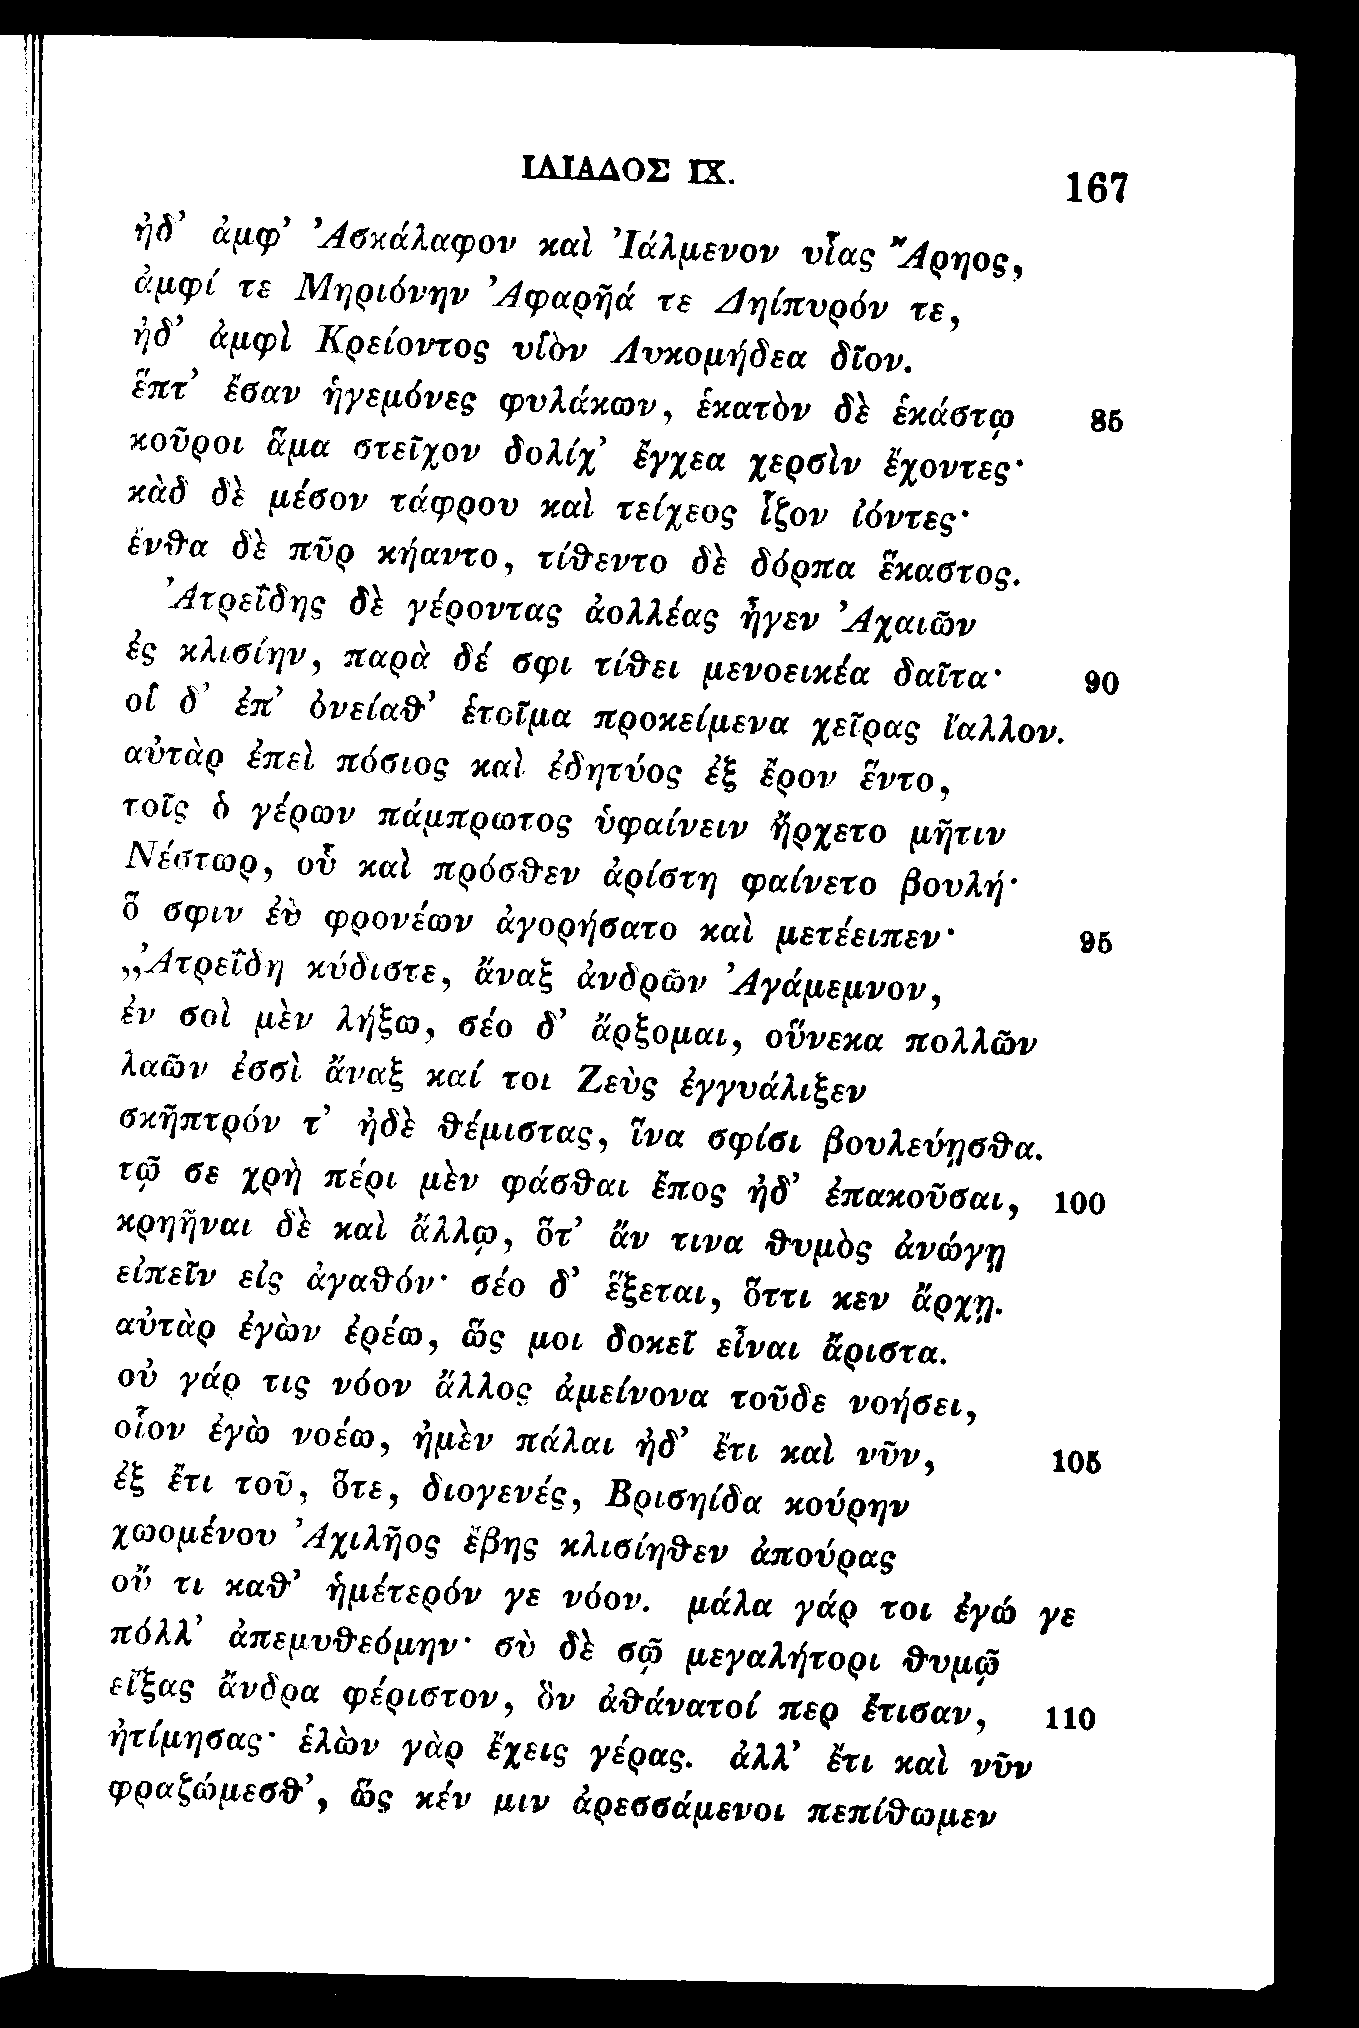 ΙΛΙΑΔΟΣ IX.
167
ἠδ’ ἀμφ’ Ἀσκάλαφον καὶ Ἰάλμενον υἷας Ἄρηος,
ἀμφί τε Μηριόνην Ἀφαρῆά τε Δηίπυρόν τε,
ἠδ’ ἀμφὶ Κρείοντος υἱὸν Λυκομήδεα δῖον.
ἕπτ’ ἔσαν ἡγεμόνες φυλάκων, ἑκατὸν δὲ ἑκάστῳ 85
κοῦροι ἅμα στεῖχον δολίχ’ ἔγχεα χερσὶν ἔχοντες·
κὰδ δὲ μέσον τάφρου καὶ τείχεος ἷζον ἰόντες·
ἔνθα δὲ πῦρ κήαντο, τίθεντο δὲ δόρπα ἕκαστος.
Ἀτρεΐδης δὲ γέροντας ἀολλέας ἦγεν Ἀχαιῶν
ἐς κλισίην, παρὰ δέ σφι τίθει μενοεικέα δαῖτα· 90
οἱ δ’ ἐπ’ ὀνείαθ’ ἑτοῖμα προκείμενα χεῖρας ἴαλλον.
αὐτὰρ ἐπεὶ πόσιος καὶ ἐδητύος ἐξ ἔρον ἕντο,
τοῖς ὁ γέρων πάμπρωτος ὑφαίνειν ἤρχετο μῆτιν
Νέστωρ, οὗ καὶ πρόσθεν ἀρίστη φαίνετο βουλή·
ὅ σφιν ἐὺ φρονέων ἀγορήσατο καὶ μετέειπεν· 95
„Ἀτρεΐδη κύδιστε, ἄναξ ἀνδρῶν Ἀγάμεμνον,
ἐν σοὶ μὲν λήξω, σέο δ’ ἄρξομαι, οὕνεκα πολλῶν
λαῶν ἐσσὶ ἄναξ καί τοι Ζεὺς ἐγγυάλιξεν
σκῆπτρόν τ’ ἠδὲ θέμιστας, ἵνα σφίσι βουλεύῃσθα.
τῷ σε χρὴ πέρι μὲν φάσθαι ἔπος ἠδ’ ἐπακοῦσαι, 100
κρηῆναι δὲ καὶ ἄλλῳ, ὅτ’ ἄν τινα θυμὸς ἀνώγῃ
εἰπεῖν εἰς ἀγαθόν· σέο δ’ ἕξεται, ὅττι κεν ἄρχῃ.
αὐτὰρ ἐγὼν ἐρέω, ὥς μοι δοκεῖ εἶναι ἄριστα.
οὐ γάρ τις νόον ἄλλος ἀμείνονα τοῦδε νοήσει,
οἷον ἐγὼ νοέω, ἠμὲν πάλαι ἠδ’ ἔτι καὶ νῦν, 105
ἐξ ἔτι τοῦ, ὅτε, διογενές, Βρισηίδα κούρην
χωομένου Ἀχιλῆος ἔβης κλισίηθεν ἀπούρας
οὔ τι καθ’ ἡμέτερόν γε νόον. μάλα γάρ τοι ἐγώ γε
πόλλ’ ἀπεμυθεόμην· σὺ δὲ σῷ μεγαλήτορι θυμῷ
εἴξας ἄνδρα φέριστον, ὃν ἀθάνατοί περ ἔτισαν, 110
ἠτίμησας· ἑλὼν γὰρ ἔχεις γέρας. ἀλλ’ ἔτι καὶ νῦν
φραζώμεσθ’, ὥς κέν μιν ἀρεσσάμενοι πεπίθωμεν